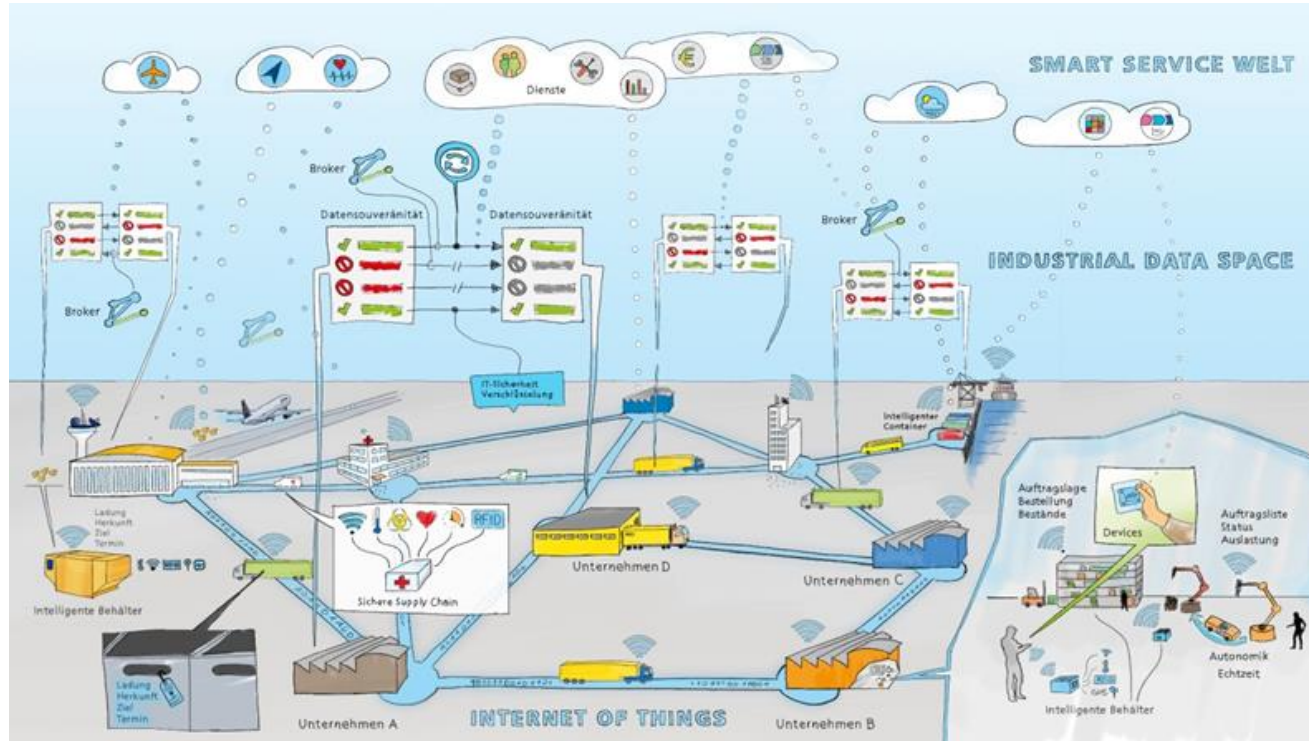 SMART SERVICE WELT
Dienste
Broker
Datensouveränität
Datensouveränität
Broker
INDUSTRIAL DATA SPACE
Broker
IT-Sicherheit
Verschlüsselung
Intelligenter
Container
Ladung
Herkunft
Ziel
Termin
Intelligente Behälter
RFID
Sichere Supply Chain
Unternehmen D
Unternehmen C
Auftragslage
Bestellung
Bestände
Devices
Auftragsliste
Status
Auslastung
Autonomik
Echtzeit
Intelligente Behälter
Ladung
Herkunft
Ziel
Termin
Unternehmen A
INTERNET OF THINGS
Unternehmen B